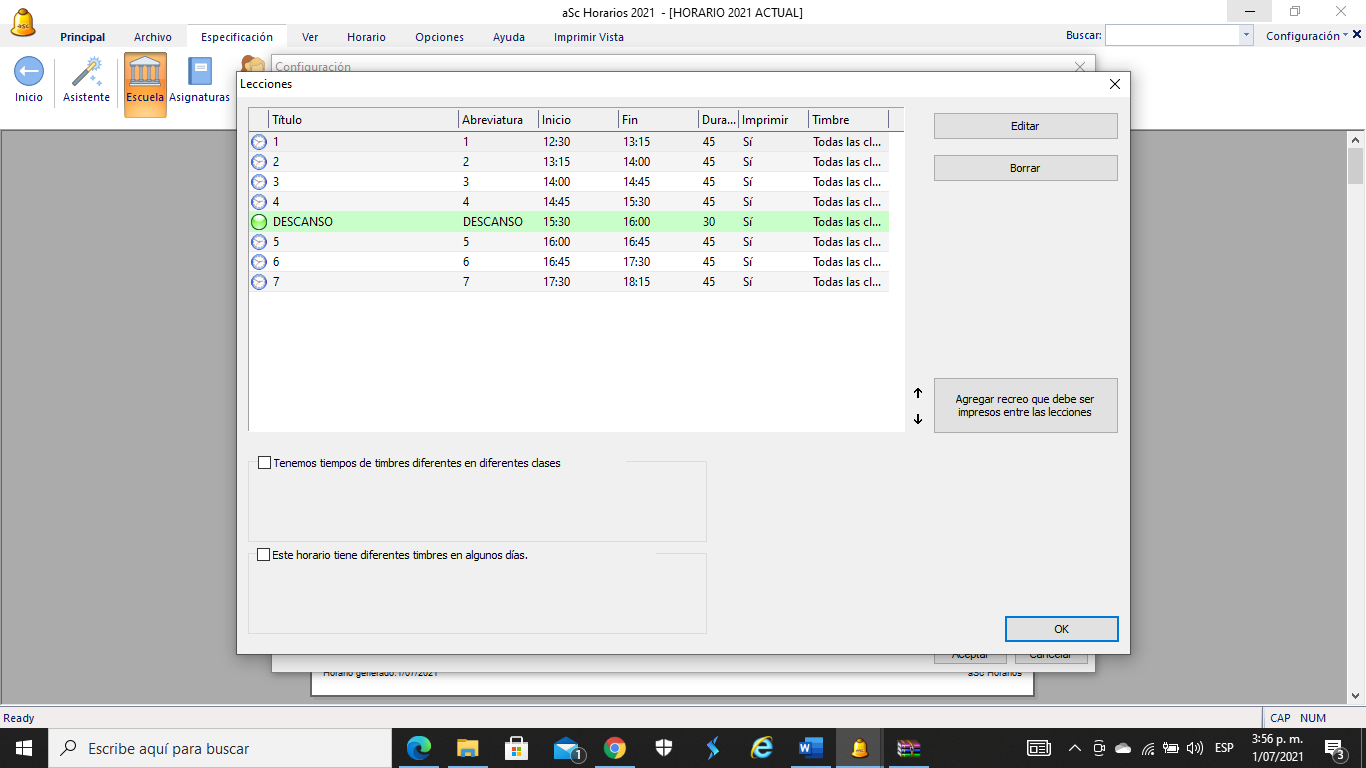 aSc Horarios 2021 - [HORARIO 2021 ACTUAL]
aSc
Principal Archivo Especificación Ver Horario Opciones Ayuda Imprimir Vista Buscar: Configuración
Inicio Asistente Escuela Asignaturas
Configuración
Lecciones
Título Abreviatura Inicio Fin Dura... Imprimir Timbre
1 1 12:30 13:15 45 Sí Todas las cl...
2 2 13:15 14:00 45 Sí Todas las cl...
3 3 14:00 14:45 45 Sí Todas las cl...
4 4 14:45 15:30 45 Sí Todas las cl...
DESCANSO DESCANSO 15:30 16:00 30 Sí Todas las cl...
5 5 16:00 16:45 45 Sí Todas las cl...
6 6 16:45 17:30 45 Sí Todas las cl...
7 7 17:30 18:15 45 Sí Todas las cl...
Editar
Borrar
Agregar recreo que debe ser
impresos entre las lecciones
Tenemos tiempos de timbres diferentes en diferentes clases
Este horario tiene diferentes timbres en algunos días.
OK
Aceptar Cancelar
Horario generado:1/07/2021 aSc Horarios
Ready CAP NUM
Escribe aquí para buscar
1
ESP
3:56 p. m.
1/07/2021
3